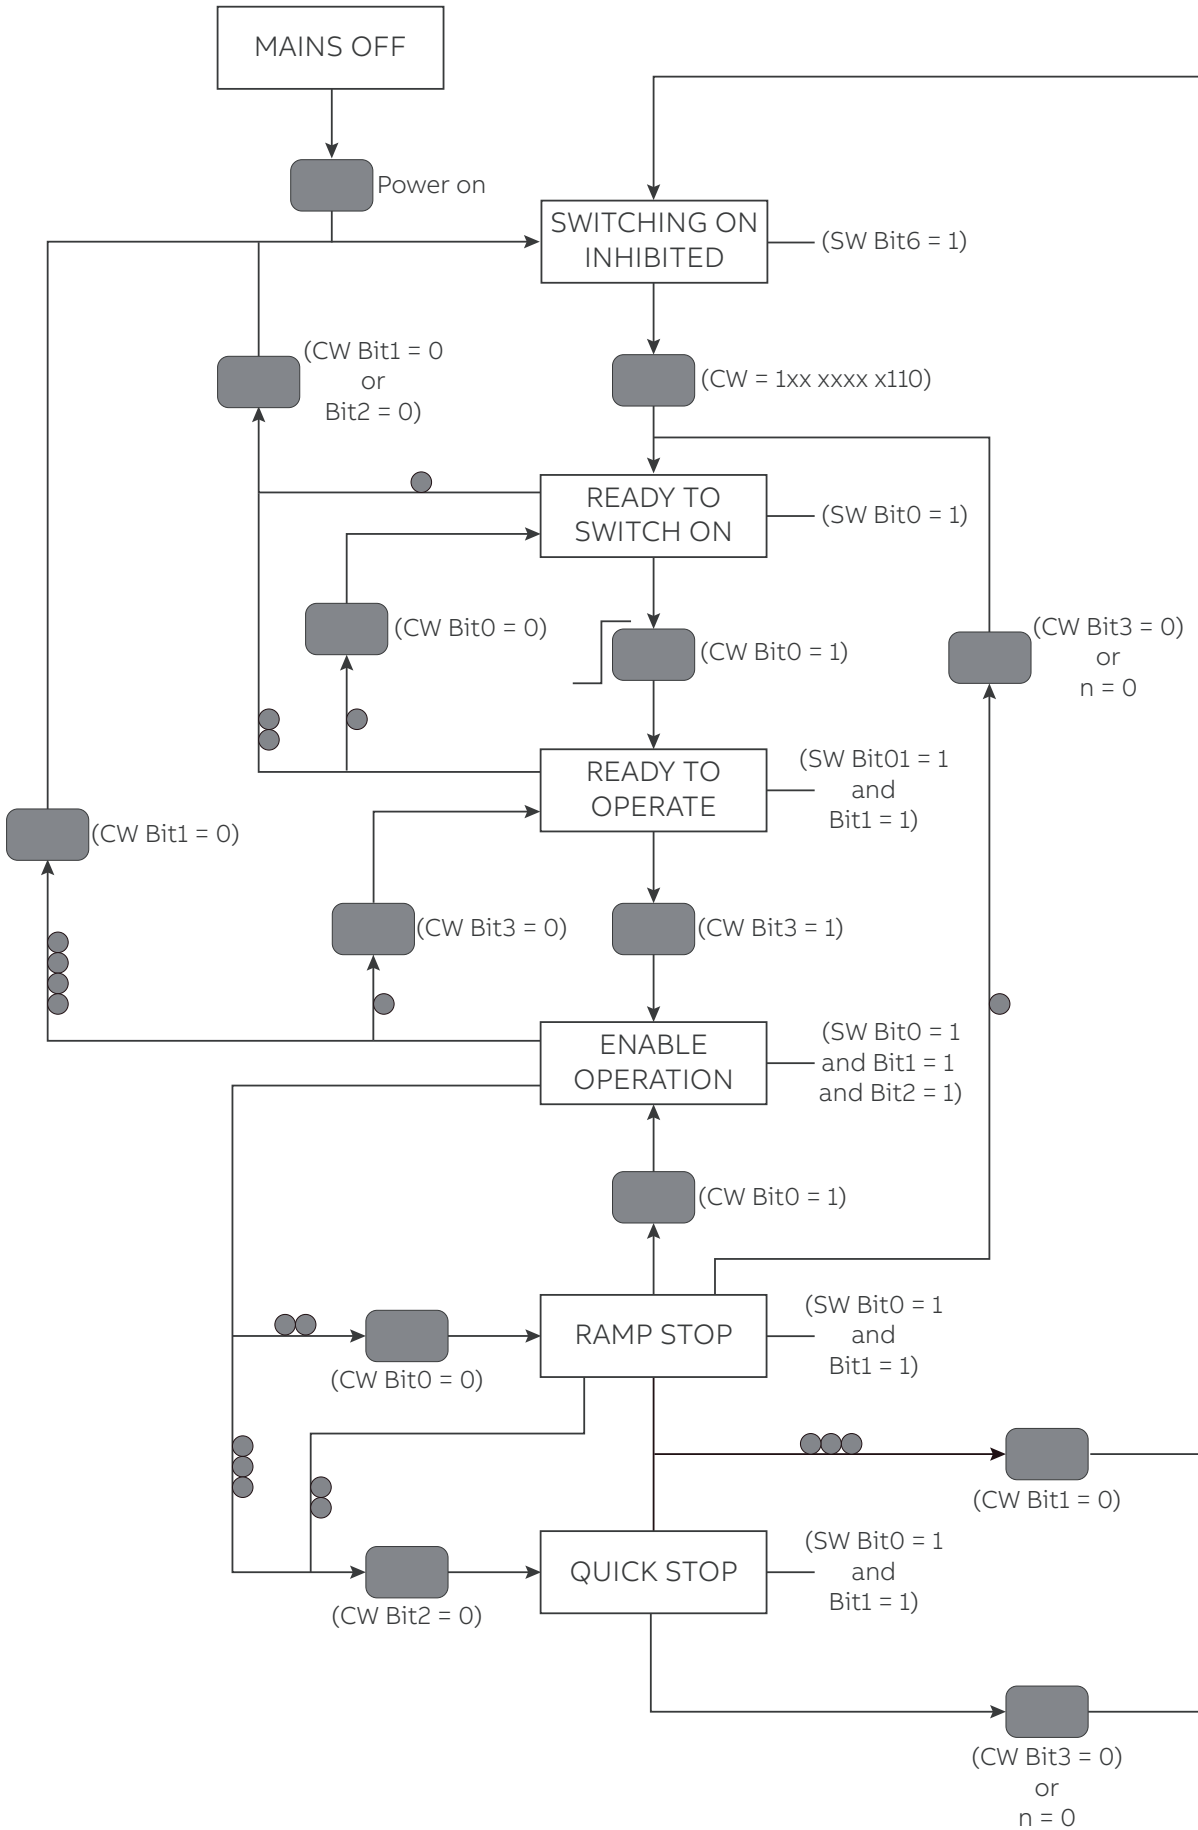 MAINS OFF
Power on
SWITCHING ON
INHIBITED
(SW Bit6 = 1)
(CW Bit1 = 0
or
Bit2 = 0)
(CW = 1xx xxxx x110)
READY TO
SWITCH ON
(SW Bit0 = 1)
(CW Bit0 = 0)
(CW Bit0 = 1)
(CW Bit3 = 0)
or
n = 0
READY TO
OPERATE
(SW Bit01 = 1
and
Bit1 = 1)
(CW Bit1 = 0)
(CW Bit3 = 0)
(CW Bit3 = 1)
ENABLE
OPERATION
(SW Bit0 = 1
and Bit1 = 1
and Bit2 = 1)
(CW Bit0 = 1)
RAMP STOP
(SW Bit0 = 1
and
Bit1 = 1)
(CW Bit0 = 0)
(CW Bit1 = 0)
QUICK STOP
(SW Bit0 = 1
and
Bit1 = 1)
(CW Bit2 = 0)
(CW Bit3 = 0)
or
n = 0